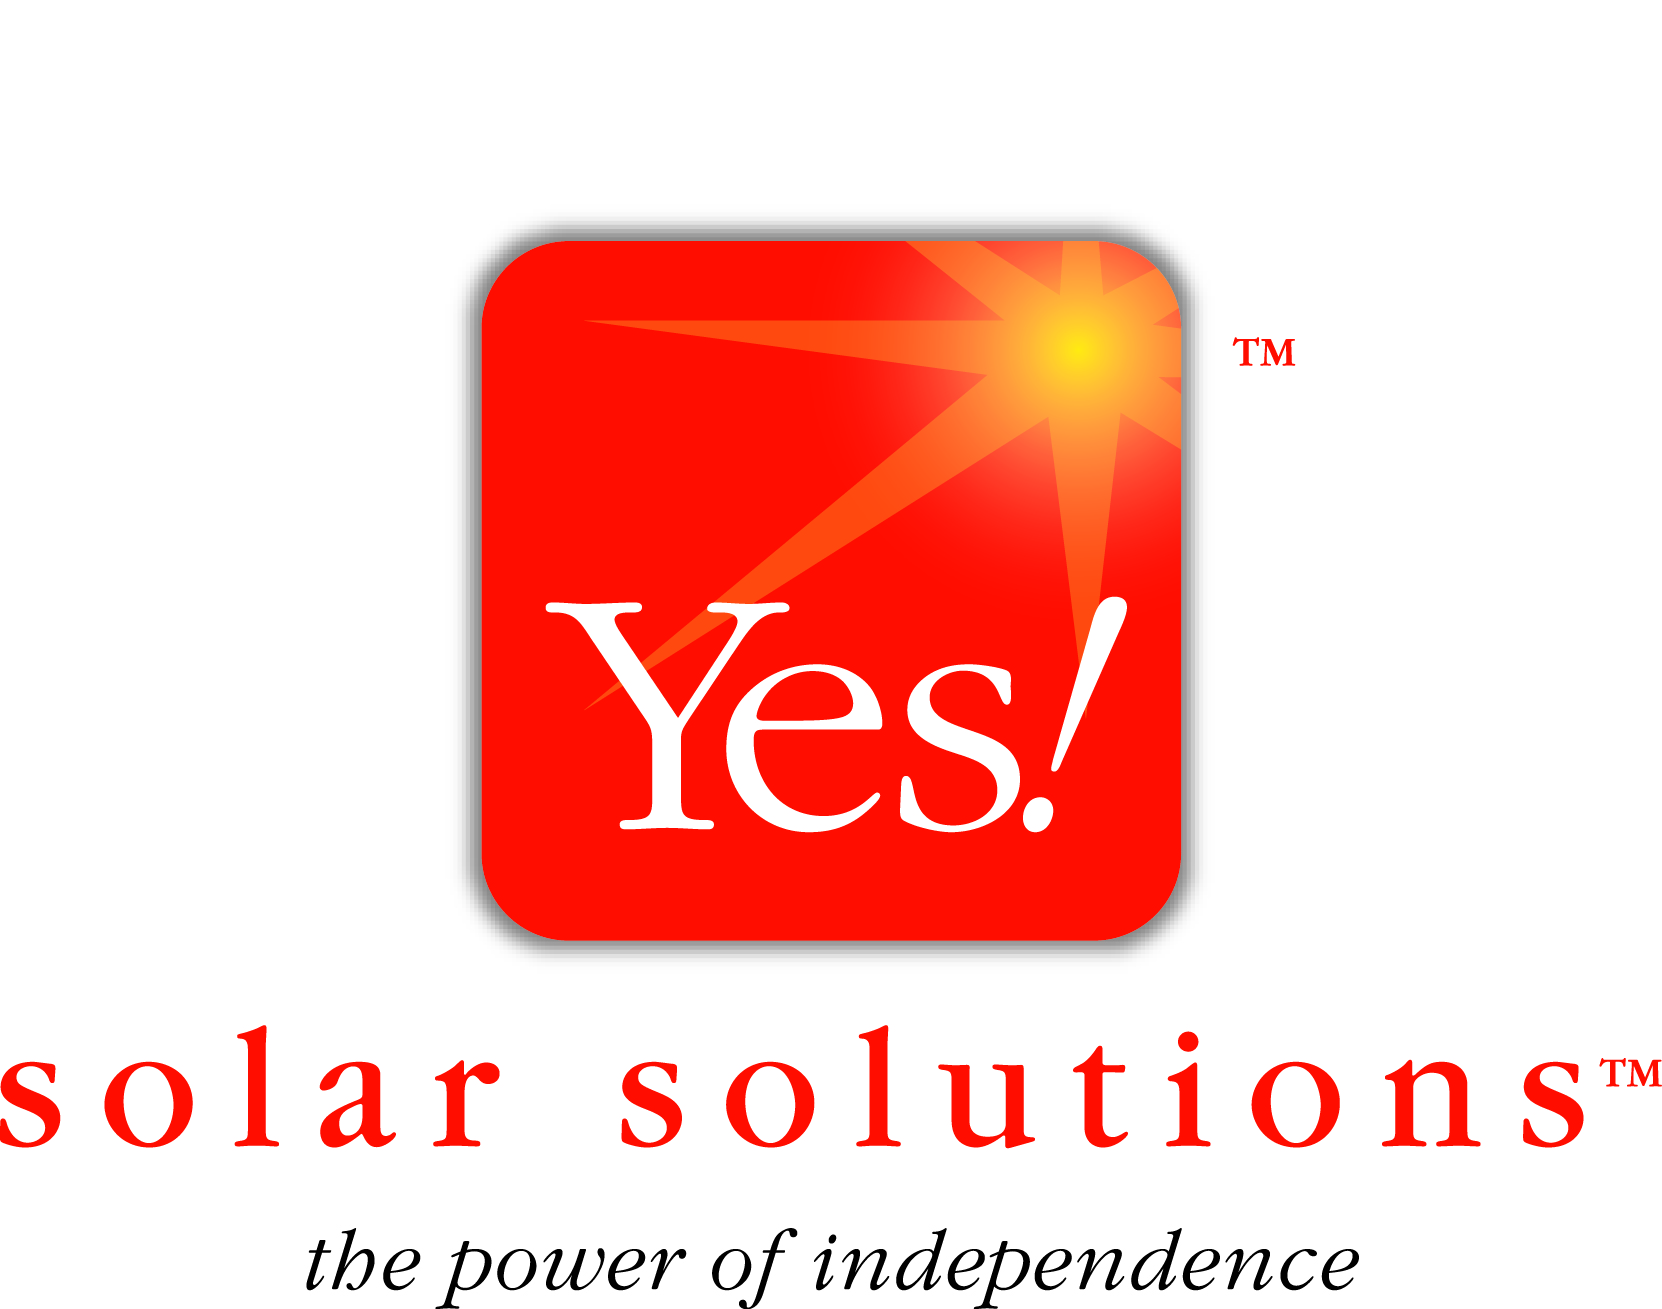 Yes!
™
solar solutions™
the power of independence